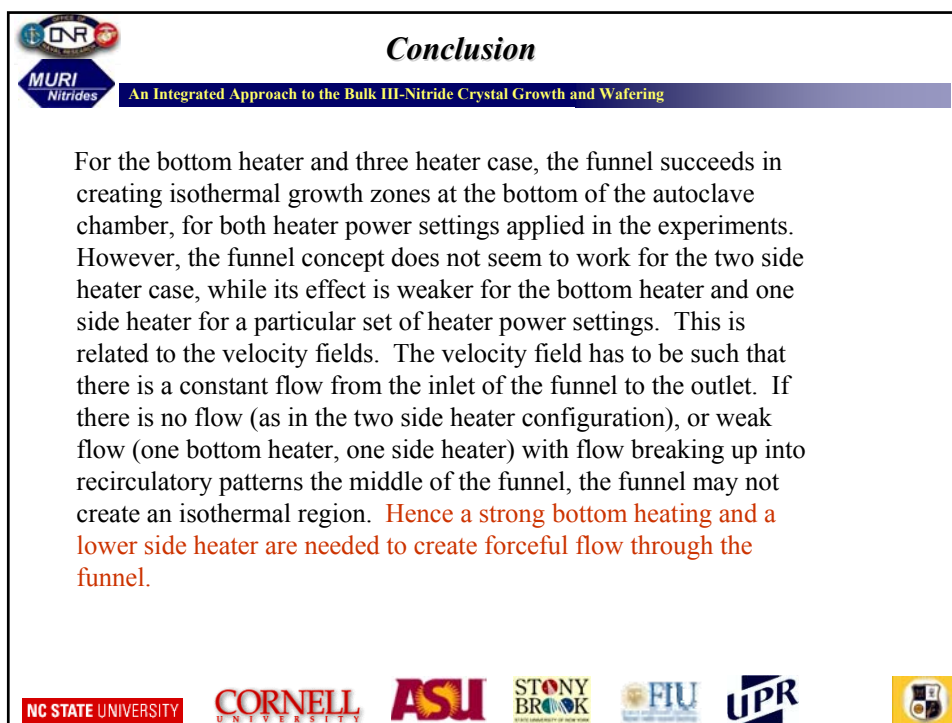 OFFICE OF
ONR
NAVAL RESEARCH
Conclusion
MURI
Nitrides
An Integrated Approach to the Bulk III-Nitride Crystal Growth and Wafering
For the bottom heater and three heater case, the funnel succeeds in
creating isothermal growth zones at the bottom of the autoclave
chamber, for both heater power settings applied in the experiments.
However, the funnel concept does not seem to work for the two side
heater case, while its effect is weaker for the bottom heater and one
side heater for a particular set of heater power settings.  This is
related to the velocity fields.  The velocity field has to be such that
there is a constant flow from the inlet of the funnel to the outlet.  If
there is no flow (as in the two side heater configuration), or weak
flow (one bottom heater, one side heater) with flow breaking up into
recirculatory patterns the middle of the funnel, the funnel may not
create an isothermal region.  Hence a strong bottom heating and a
lower side heater are needed to create forceful flow through the
funnel.
NC STATE UNIVERSITY
CORNELL
UNIVERSITY
ASU
STONY
BROOK
STATE UNIVERSITY OF NEW YORK
FIU
UPR